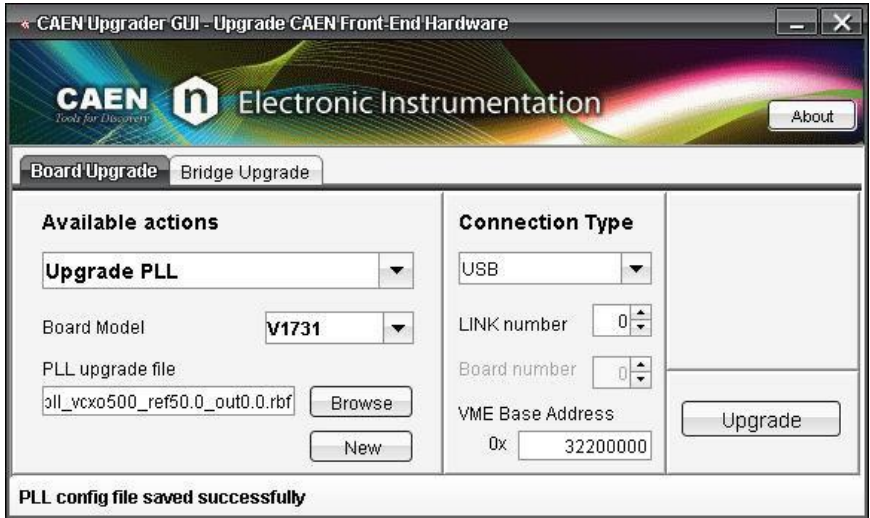 CAEN Upgrader GUI - Upgrade CAEN Front-End Hardware
CAEN
Tools for Discovery
n
Electronic Instrumentation
About
Board Upgrade
Bridge Upgrade
Available actions
Upgrade PLL
Board Model
V1731
PLL upgrade file
pll_vcxo500_ref50.0_out0.0.rbf
Browse
New
Connection Type
USB
LINK number
0
Board number
0
VME Base Address
0x
32200000
Upgrade
PLL config file saved successfully